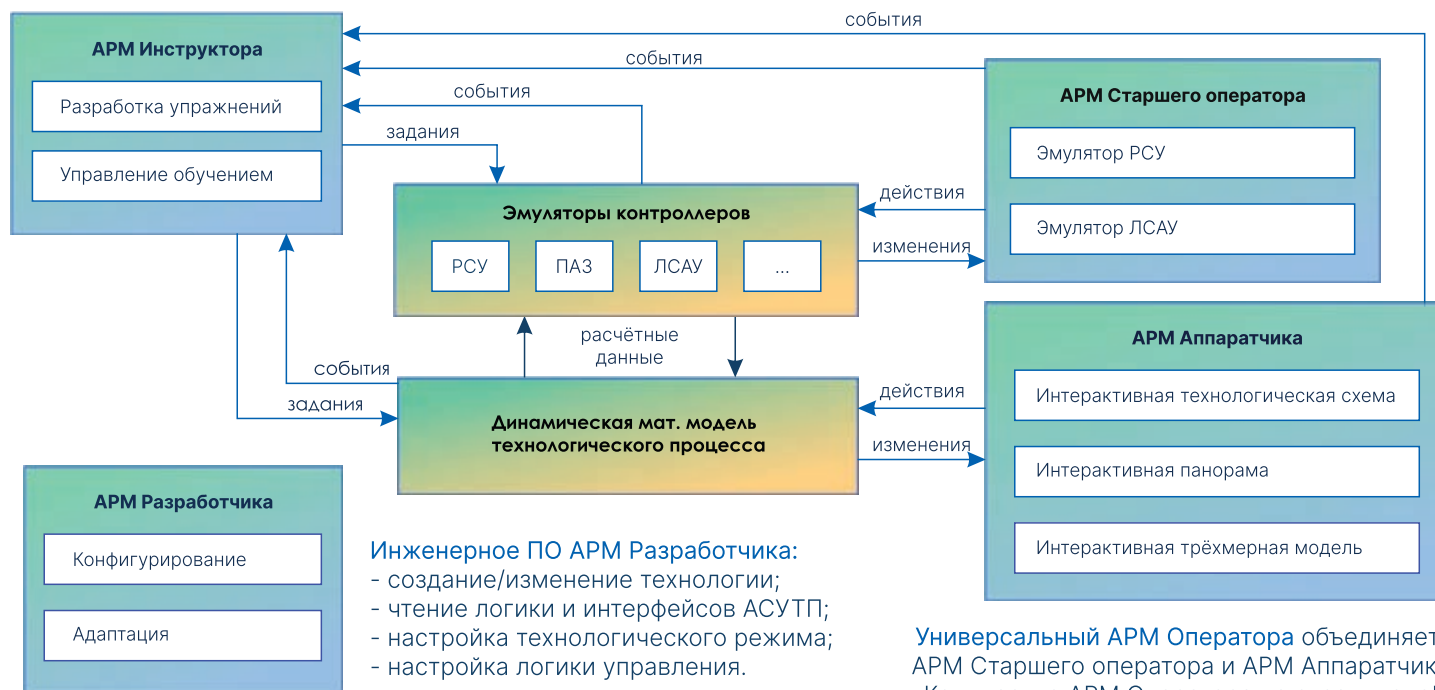 события
АРМ Инструктора
Разработка упражнений
Управление обучением
события
события
задания
АРМ Старшего оператора
Эмулятор РСУ
Эмулятор ЛСАУ
Эмуляторы контроллеров
РСУ
ПАЗ
ЛСАУ
...
действия
изменения
расчётные
данные
события
задания
Динамическая мат. модель
технологического процесса
действия
изменения
АРМ Аппаратчика
Интерактивная технологическая схема
Интерактивная панорама
Интерактивная трёхмерная модель
АРМ Разработчика
Конфигурирование
Адаптация
Инженерное ПО АРМ Разработчика:
- создание/изменение технологии;
- чтение логики и интерфейсов АСУТП;
- настройка технологического режима;
- настройка логики управления.
Универсальный АРМ Оператора объединяет
АРМ Старшего оператора и АРМ Аппаратчик